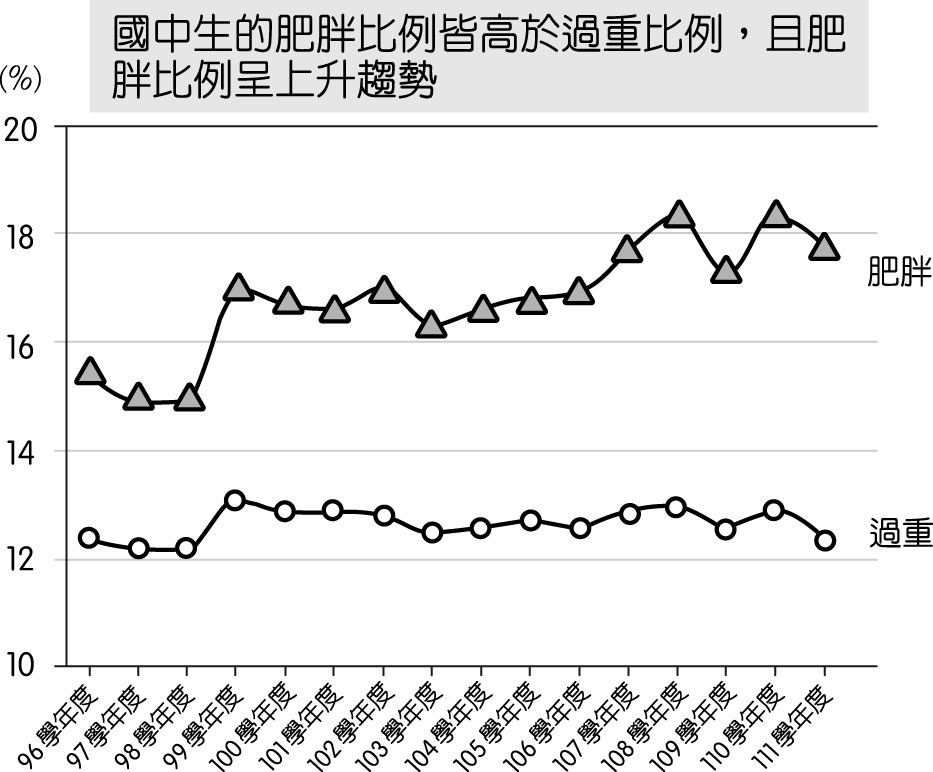 國中生的肥胖比例皆高於過重比例，且肥
胖比例呈上升趨勢
(%)
20
18
16
14
12
10
肥胖
過重
96學年度
97學年度
98學年度
99學年度
100學年度
101學年度
102學年度
103學年度
104學年度
105學年度
106學年度
107學年度
108學年度
109學年度
110學年度
111學年度